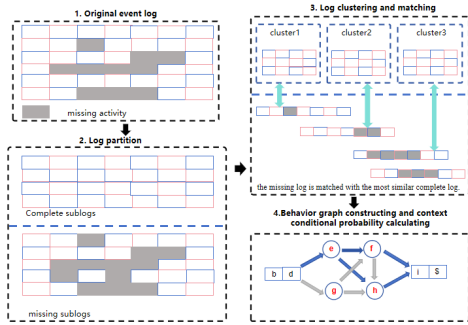 1. Original event log
missing activity
2. Log partition
Complete sublogs
missing sublogs
3. Log clustering and matching
cluster1
cluster2
cluster3
the missing log is matched with the most similar complete log.
4.Behavior graph constructing and context
conditional probability calculating
e
f
b d
i $
g
h